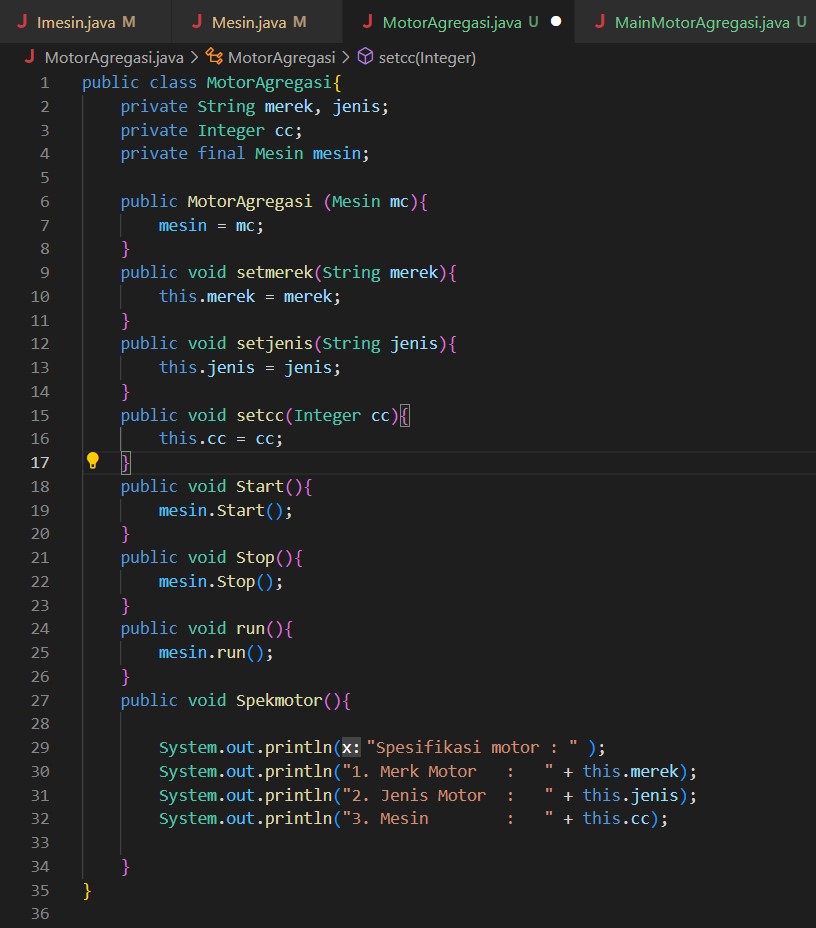 Imesin.java M Mesin.java M MotorAgregasi.java U MainMotorAgregasi.java U
MotorAgregasi.java > MotorAgregasi > setcc(Integer)
1 public class MotorAgregasi{
2     private String merek, jenis;
3     private Integer cc;
4     private final Mesin mesin;
5
6     public MotorAgregasi (Mesin mc){
7         mesin = mc;
8     }
9     public void setmerek(String merek){
10         this.merek = merek;
11     }
12     public void setjenis(String jenis){
13         this.jenis = jenis;
14     }
15     public void setcc(Integer cc){
16         this.cc = cc;
17     }
18     public void Start(){
19         mesin.Start();
20     }
21     public void Stop(){
22         mesin.Stop();
23     }
24     public void run(){
25         mesin.run();
26     }
27     public void Spekmotor(){
28
29         System.out.println(x: "Spesifikasi motor : " );
30         System.out.println("1. Merk Motor   :   " + this.merek);
31         System.out.println("2. Jenis Motor  :   " + this.jenis);
32         System.out.println("3. Mesin        :   " + this.cc);
33
34     }
35 }
36